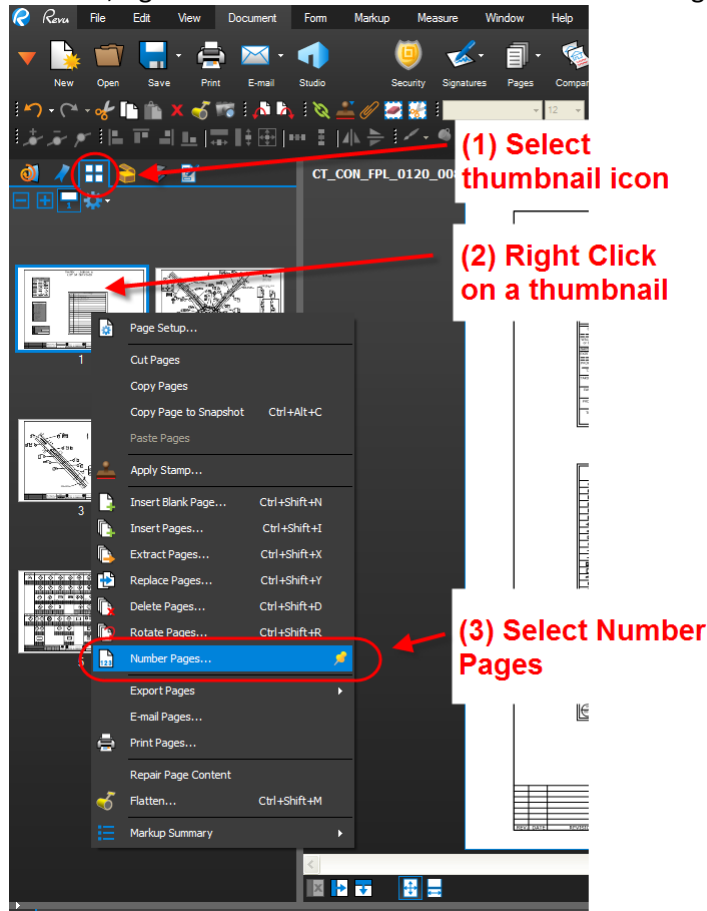 Revu File Edit View Document Form Markup Measure Window Help
New Open Save Print E-mail Studio Security Signatures Pages Compar
12
(1) Select
thumbnail icon
CT_CON_FPL_0120_008
(2) Right Click
on a thumbnail
1
Page Setup...
Cut Pages
Copy Pages
Copy Page to Snapshot Ctrl+Alt+C
Paste Pages
Apply Stamp...
3
Insert Blank Page... Ctrl+Shift+N
Insert Pages... Ctrl+Shift+I
Extract Pages... Ctrl+Shift+X
Replace Pages... Ctrl+Shift+Y
Delete Pages... Ctrl+Shift+D
Rotate Pages... Ctrl+Shift+R
(3) Select Number
Pages
5
Number Pages...
Export Pages
E-mail Pages...
Print Pages...
Repair Page Content
Flatten... Ctrl+Shift+M
Markup Summary